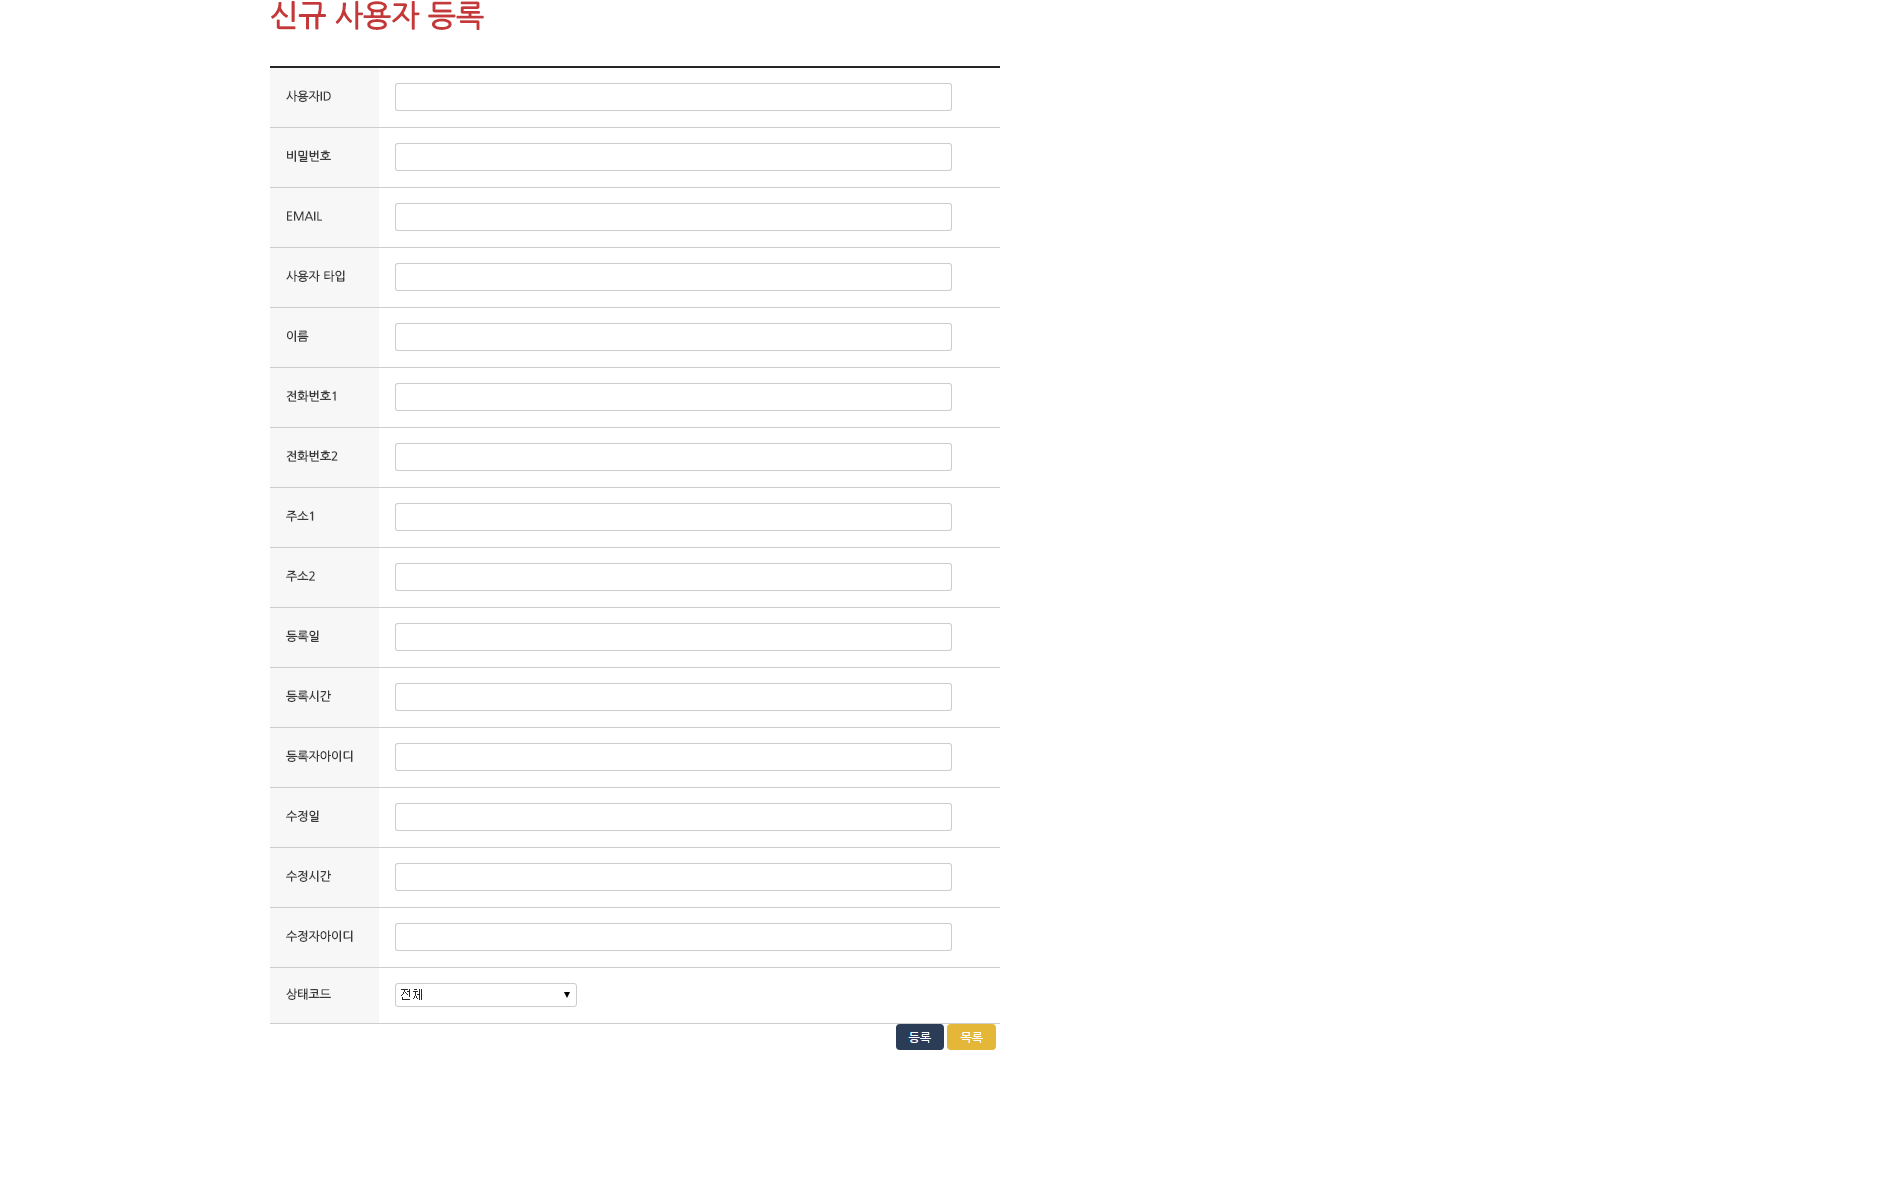 신규 사용자 등록
사용자ID
비밀번호
EMAIL
사용자 타입
이름
전화번호1
전화번호2
주소1
주소2
등록일
등록시간
등록자아이디
수정일
수정시간
수정자아이디
상태코드 전체
등록 목록